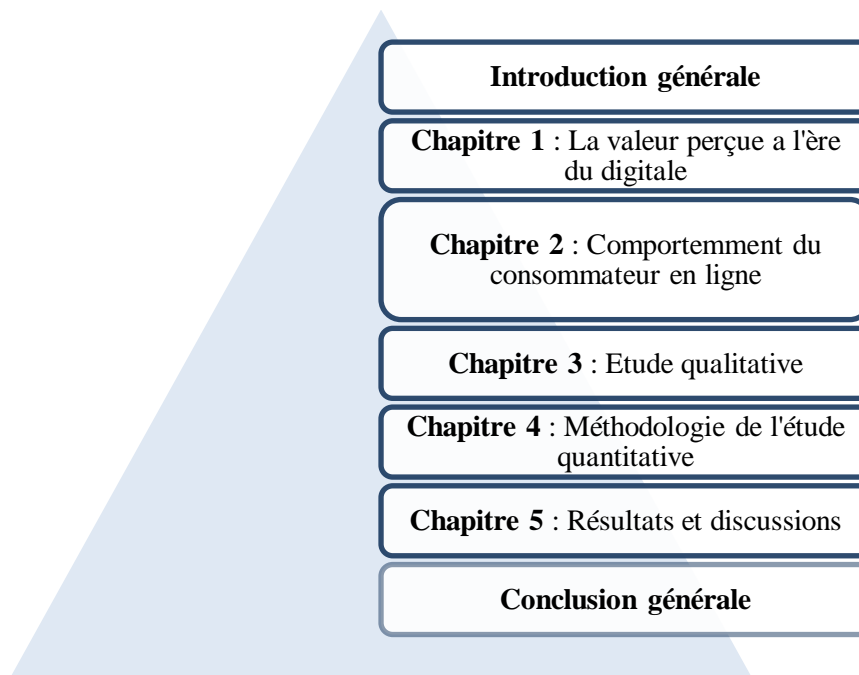 Introduction générale
Chapitre 1 : La valeur perçue a l'ère
du digitale
Chapitre 2 : Comportemment du
consommateur en ligne
Chapitre 3 : Etude qualitative
Chapitre 4 : Méthodologie de l'étude
quantitative
Chapitre 5 : Résultats et discussions
Conclusion générale